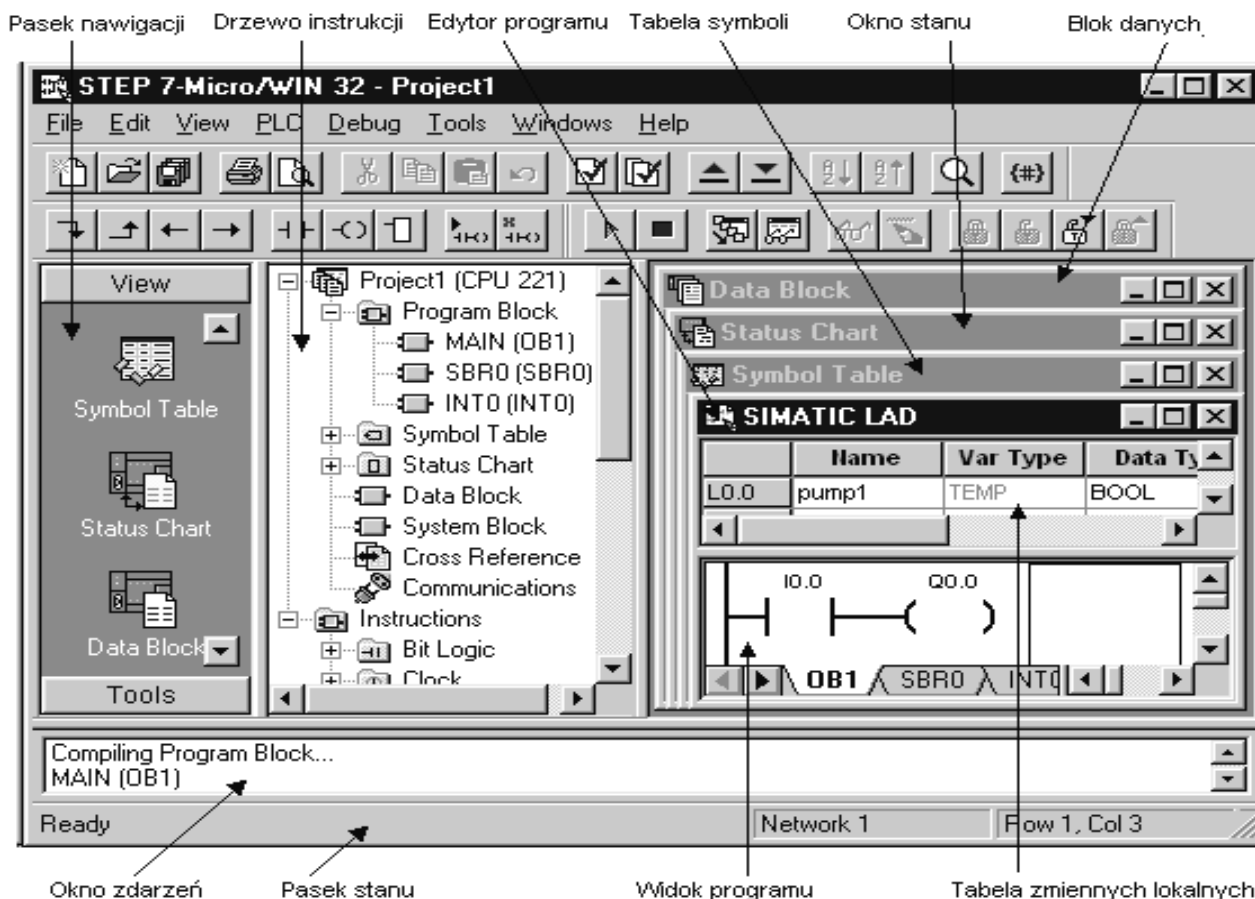 Pasek nawigacji Drzewo instrukcji Edytor programu Tabela symboli Okno stanu Blok danych
STEP 7-Micro/WIN 32 - Project1
File Edit View PLC Debug Tools Windows Help
View
Symbol Table
Status Chart
Data Block
Tools
Project1 (CPU 221)
Program Block
MAIN (OB1)
SBR0 (SBR0)
INT0 (INT0)
Symbol Table
Status Chart
Data Block
System Block
Cross Reference
Communications
Instructions
Bit Logic
Clock
Data Block
Status Chart
Symbol Table
SIMATIC LAD
Name Var Type Data Ty
L0.0 pump1 TEMP BOOL
I0.0 Q0.0
OB1 SBR0 INT0
Compiling Program Block...
MAIN (OB1)
Ready Network 1 Row 1, Col 3
Okno zdarzeń Pasek stanu Widok programu Tabela zmiennych lokalnych